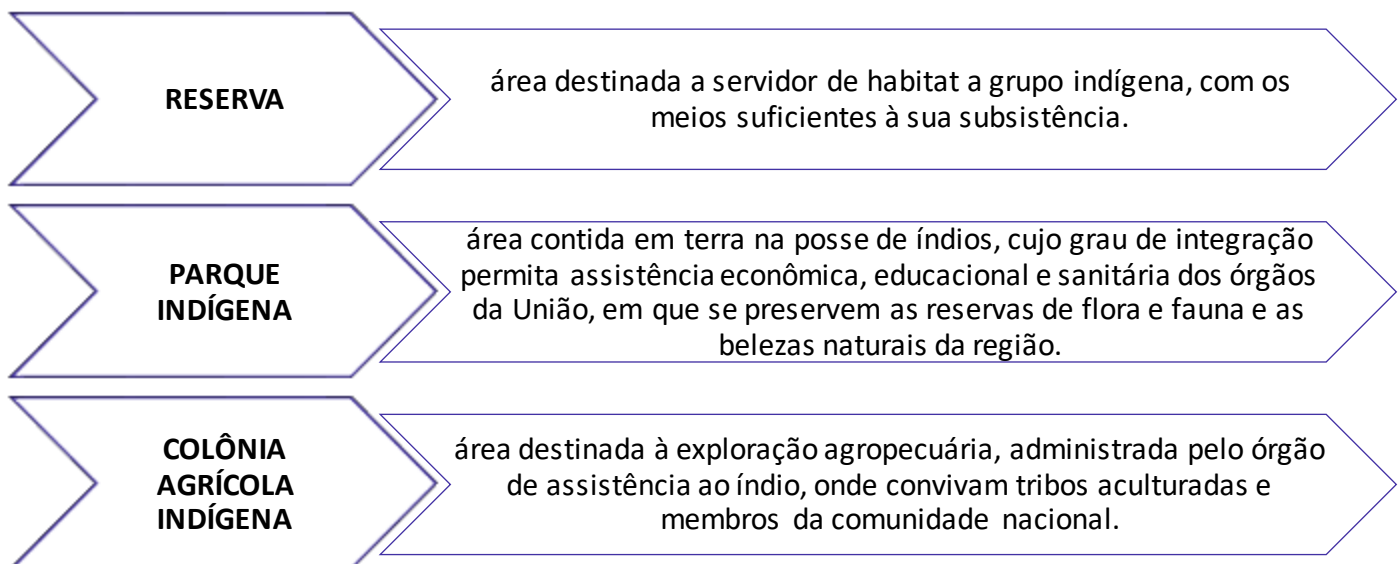 RESERVA
área destinada a servidor de habitat a grupo indígena, com os
meios suficientes à sua subsistência.
PARQUE
INDÍGENA
área contida em terra na posse de índios, cujo grau de integração
permita assistência econômica, educacional e sanitária dos órgãos
da União, em que se preservem as reservas de flora e fauna e as
belezas naturais da região.
COLÔNIA
AGRÍCOLA
INDÍGENA
área destinada à exploração agropecuária, administrada pelo órgão
de assistência ao índio, onde convivam tribos aculturadas e
membros da comunidade nacional.